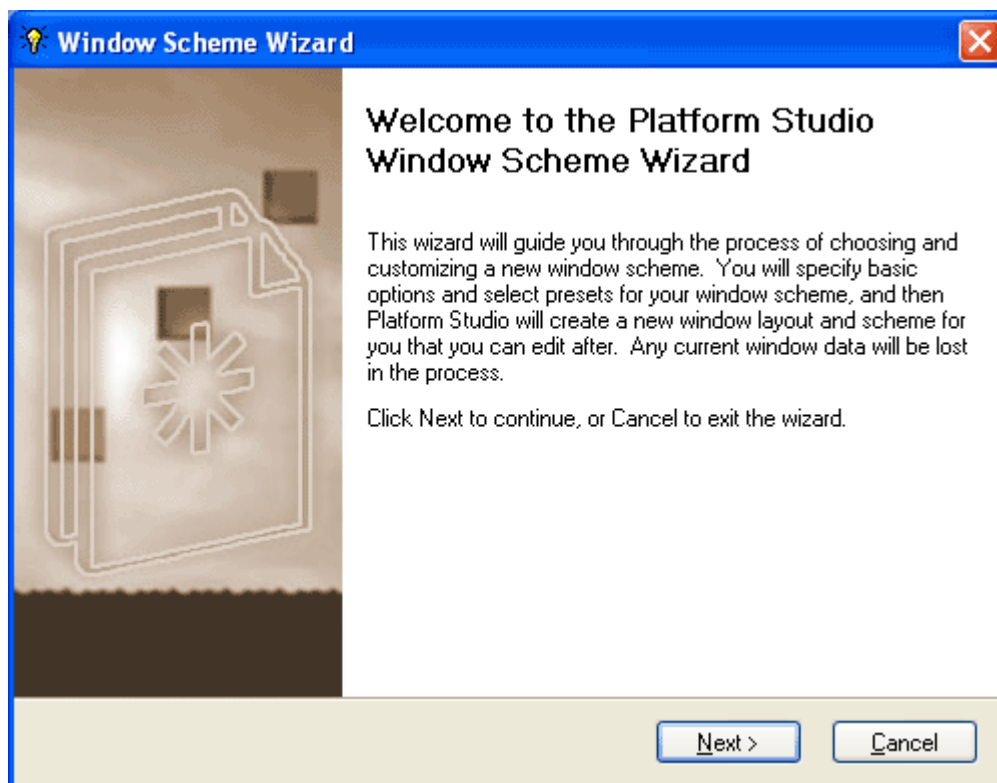 Window Scheme Wizard
Welcome to the Platform Studio
Window Scheme Wizard
This wizard will guide you through the process of choosing and
customizing a new window scheme.  You will specify basic
options and select presets for your window scheme, and then
Platform Studio will create a new window layout and scheme for
you that you can edit after.  Any current window data will be lost
in the process.
Click Next to continue, or Cancel to exit the wizard.
Next >
Cancel